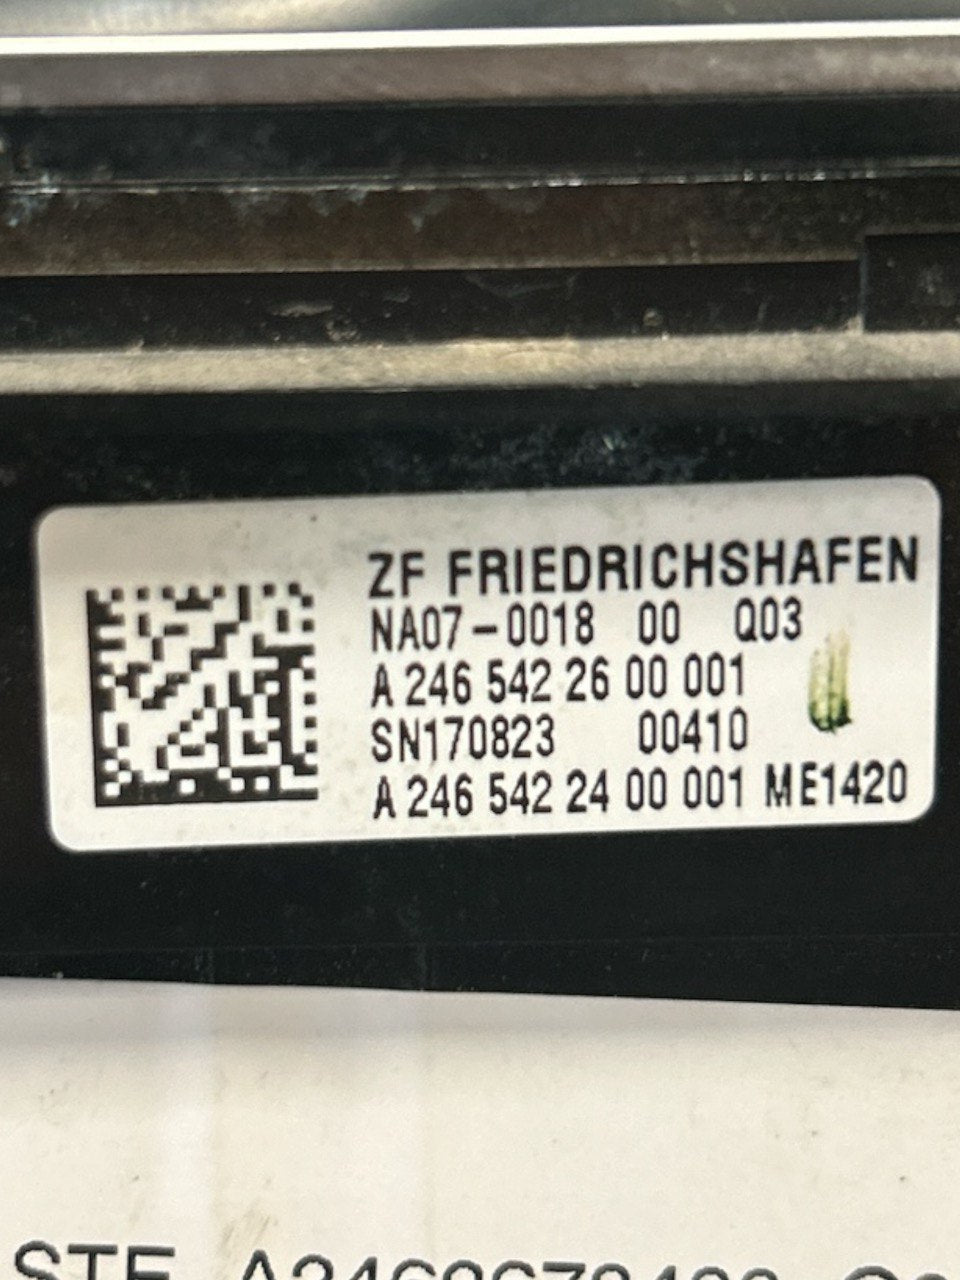 ZF FRIEDRICHSHAFEN
NA07-0018 00 Q03
A 246 542 26 00 001
SN170823 00410
A 246 542 24 00 001 ME1420